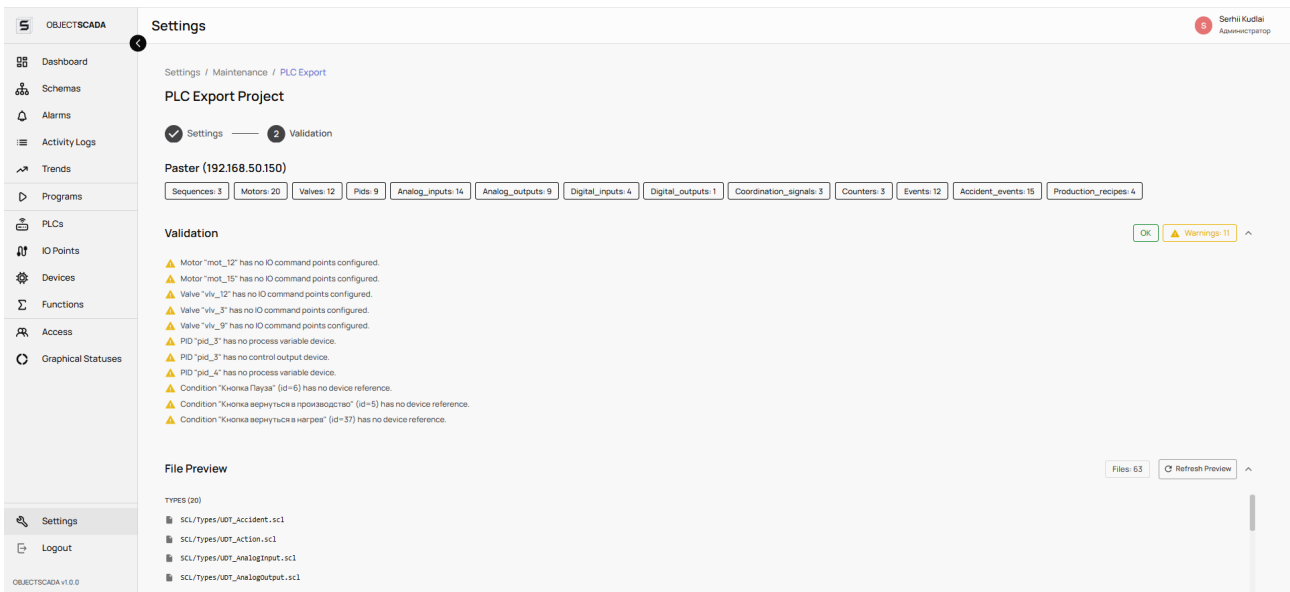 OBJECTSCADA
Settings
S
Serhii Kudlai
Администратор
Dashboard
Schemas
Alarms
Activity Logs
Trends
Programs
PLCs
IO Points
Devices
Functions
Access
Graphical Statuses
Settings
Logout
OBJECTSCADA v1.0.0
Settings / Maintenance / PLC Export
PLC Export Project
Settings
2 Validation
Paster (192.168.50.150)
Sequences: 3 Motors: 20 Valves: 12 Pids: 9 Analog_inputs: 14 Analog_outputs: 9 Digital_inputs: 4 Digital_outputs: 1 Coordination_signals: 3 Counters: 3 Events: 12 Accident_events: 15 Production_recipes: 4
Validation
OK Warnings: 11
Motor "mot_12" has no IO command points configured.
Motor "mot_15" has no IO command points configured.
Valve "vlv_12" has no IO command points configured.
Valve "vlv_3" has no IO command points configured.
Valve "vlv_9" has no IO command points configured.
PID "pid_3" has no process variable device.
PID "pid_3" has no control output device.
PID "pid_4" has no process variable device.
Condition "Кнопка Пауза" (id=6) has no device reference.
Condition "Кнопка вернуться в производство" (id=5) has no device reference.
Condition "Кнопка вернуться в нагрев" (id=37) has no device reference.
File Preview
Files: 63 Refresh Preview
TYPES (20)
SCL/Types/UDT_Accident.scl
SCL/Types/UDT_Action.scl
SCL/Types/UDT_AnalogInput.scl
SCL/Types/UDT_AnalogOutput.scl